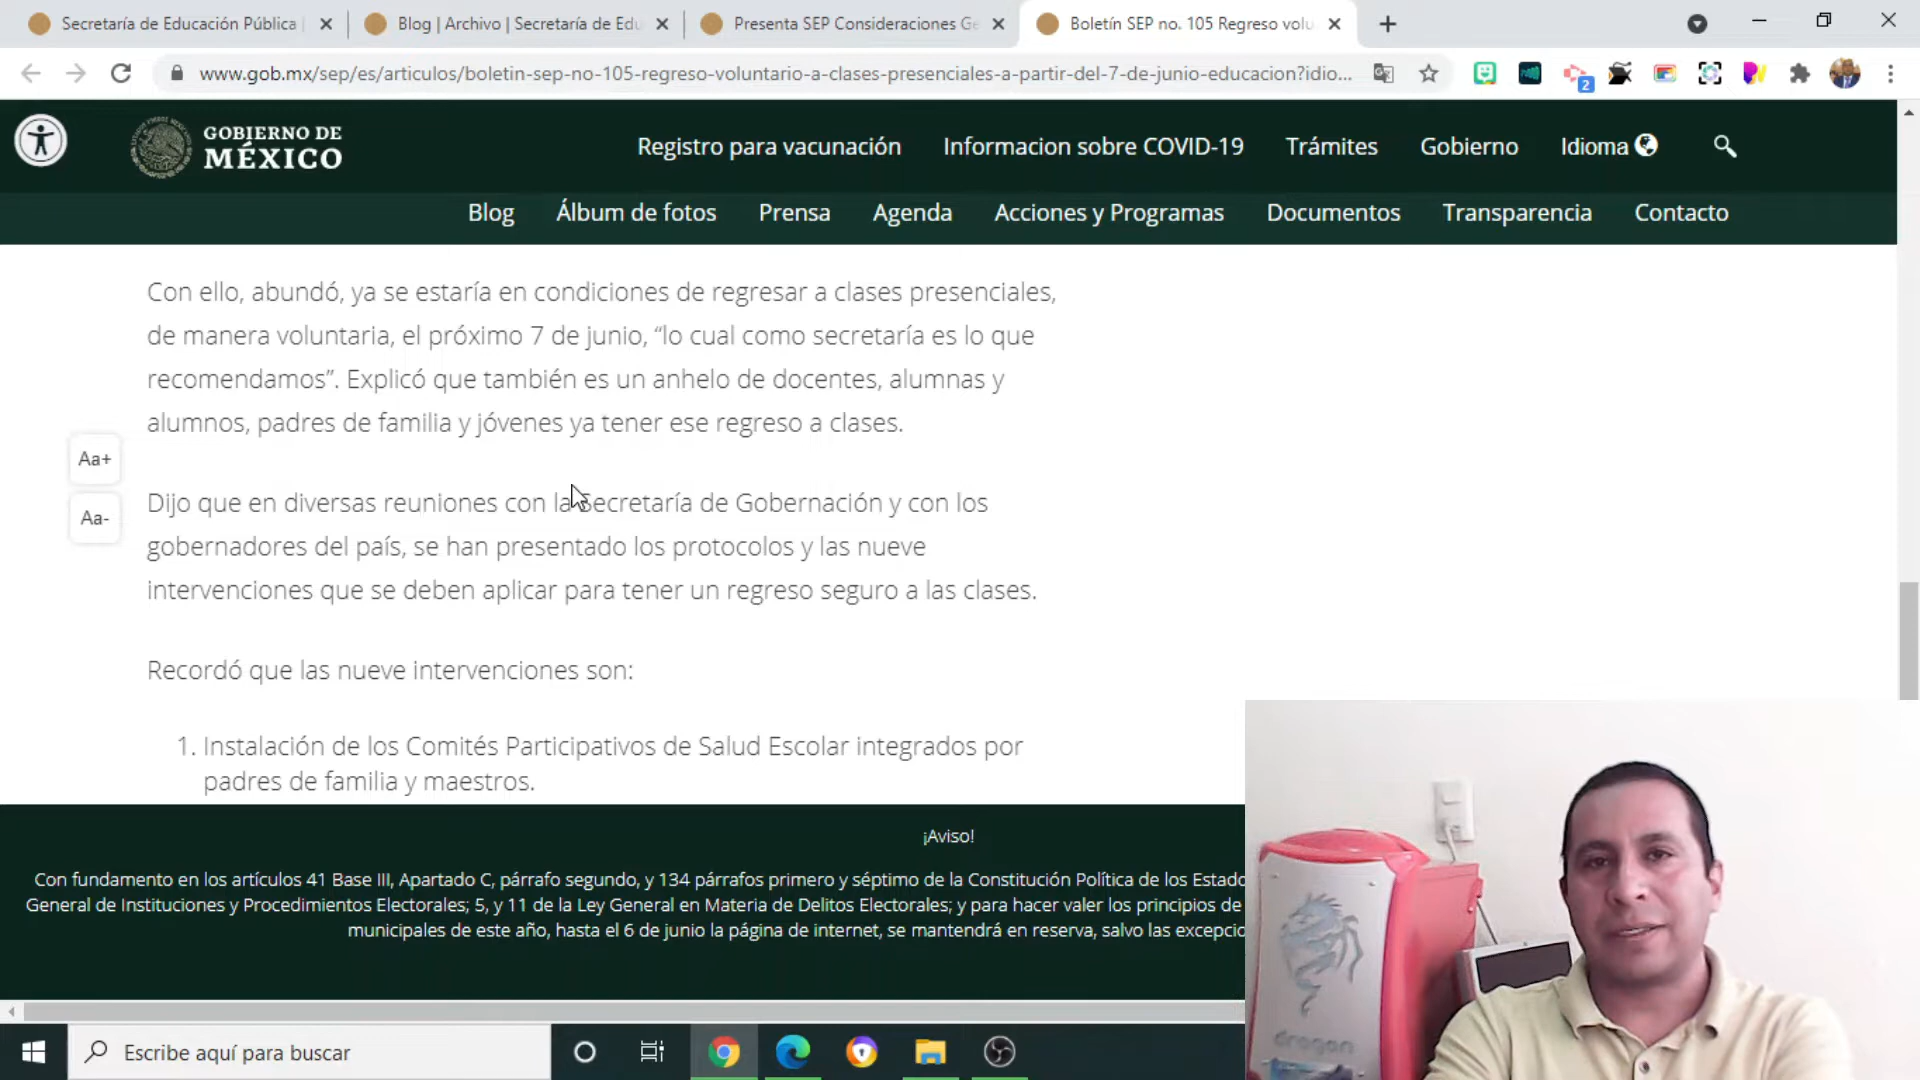 Secretaría de Educación Pública |
Blog | Archivo | Secretaría de Edu
Presenta SEP Consideraciones Ge
Boletín SEP no. 105 Regreso volu
www.gob.mx/sep/es/articulos/boletin-sep-no-105-regreso-voluntario-a-clases-presenciales-a-partir-del-7-de-junio-educacion?idio...
2
GOBIERNO DE
MÉXICO
Registro para vacunación
Informacion sobre COVID-19
Trámites
Gobierno
Idioma
Blog
Álbum de fotos
Prensa
Agenda
Acciones y Programas
Documentos
Transparencia
Contacto
Con ello, abundó, ya se estaría en condiciones de regresar a clases presenciales,
de manera voluntaria, el próximo 7 de junio, “lo cual como secretaría es lo que
recomendamos”. Explicó que también es un anhelo de docentes, alumnas y
alumnos, padres de familia y jóvenes ya tener ese regreso a clases.
Aa+
Aa-
Dijo que en diversas reuniones con la Secretaría de Gobernación y con los
gobernadores del país, se han presentado los protocolos y las nueve
intervenciones que se deben aplicar para tener un regreso seguro a las clases.
Recordó que las nueve intervenciones son:
1. Instalación de los Comités Participativos de Salud Escolar integrados por
padres de familia y maestros.
¡Aviso!
Con fundamento en los artículos 41 Base III, Apartado C, párrafo segundo, y 134 párrafos primero y séptimo de la Constitución Política de los Estado
General de Instituciones y Procedimientos Electorales; 5, y 11 de la Ley General en Materia de Delitos Electorales; y para hacer valer los principios de
municipales de este año, hasta el 6 de junio la página de internet, se mantendrá en reserva, salvo las excepcio
dragon
Escribe aquí para buscar